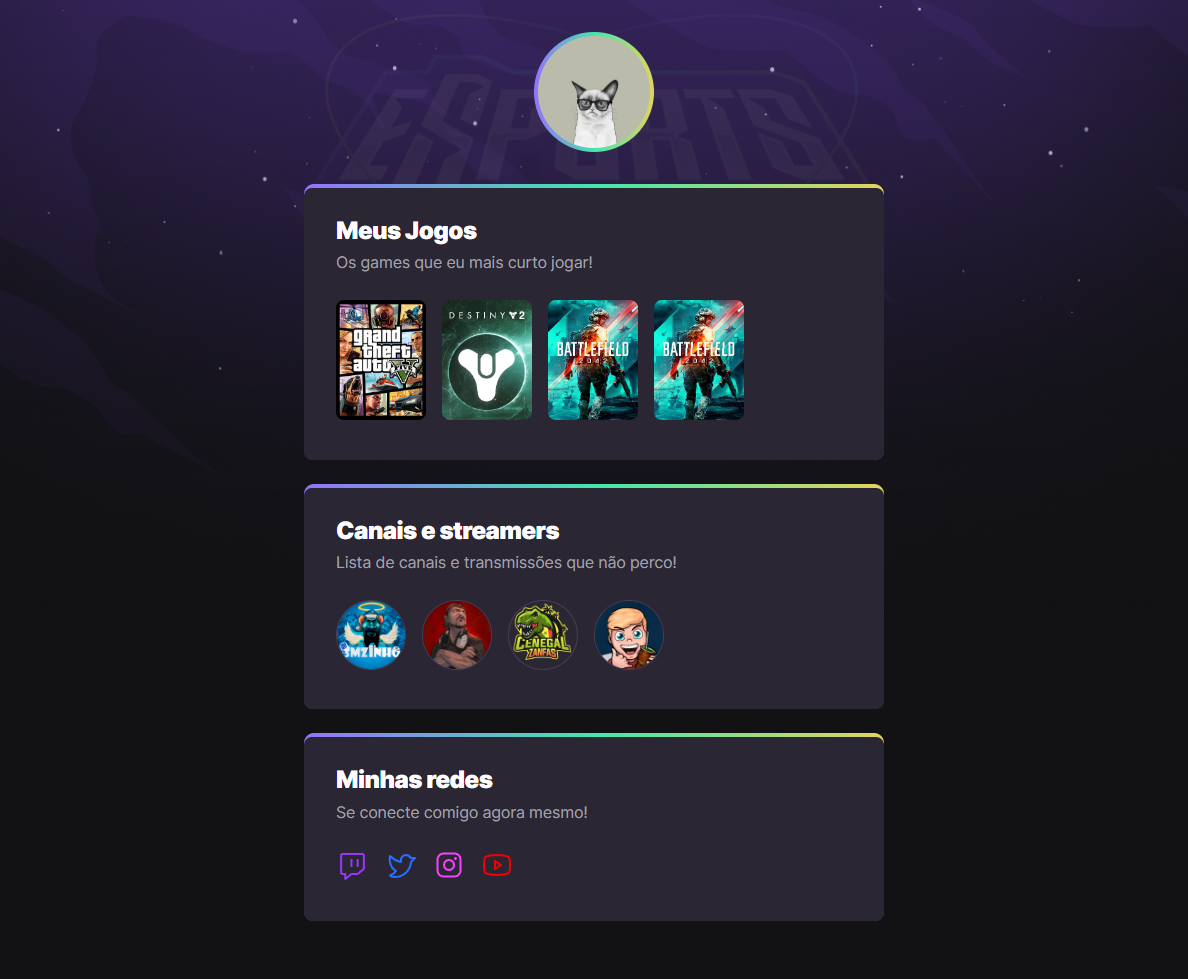 ESPORTS
Meus Jogos
Os games que eu mais curto jogar!
grand
theft
auto
V
DESTINY 2
BATTLEFIELD
2042
BATTLEFIELD
2042
Canais e streamers
Lista de canais e transmissões que não perco!
SMZINHO
CENEGAL
ZANFAS
Minhas redes
Se conecte comigo agora mesmo!